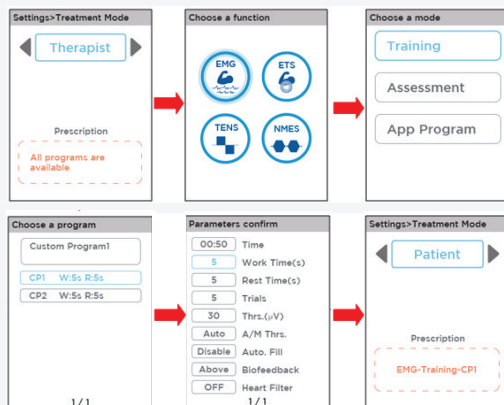 Settings>Treatment Mode
Therapist
Prescription
All programs are
available
Choose a function
EMG
ETS
TENS
NMES
Choose a mode
Training
Assessment
App Program
Choose a program
Custom Program1
CP1 W:5s R:5s
CP2 W:5s R:5s
1/1
Parameters confirm
00:50 Time
5 Work Time(s)
5 Rest Time(s)
5 Trials
30 Thrs.(μV)
Auto A/M Thrs.
Disable Auto. Fill
Above Biofeedback
OFF Heart Filter
1/1
Settings>Treatment Mode
Patient
Prescription
EMG-Training-CP1